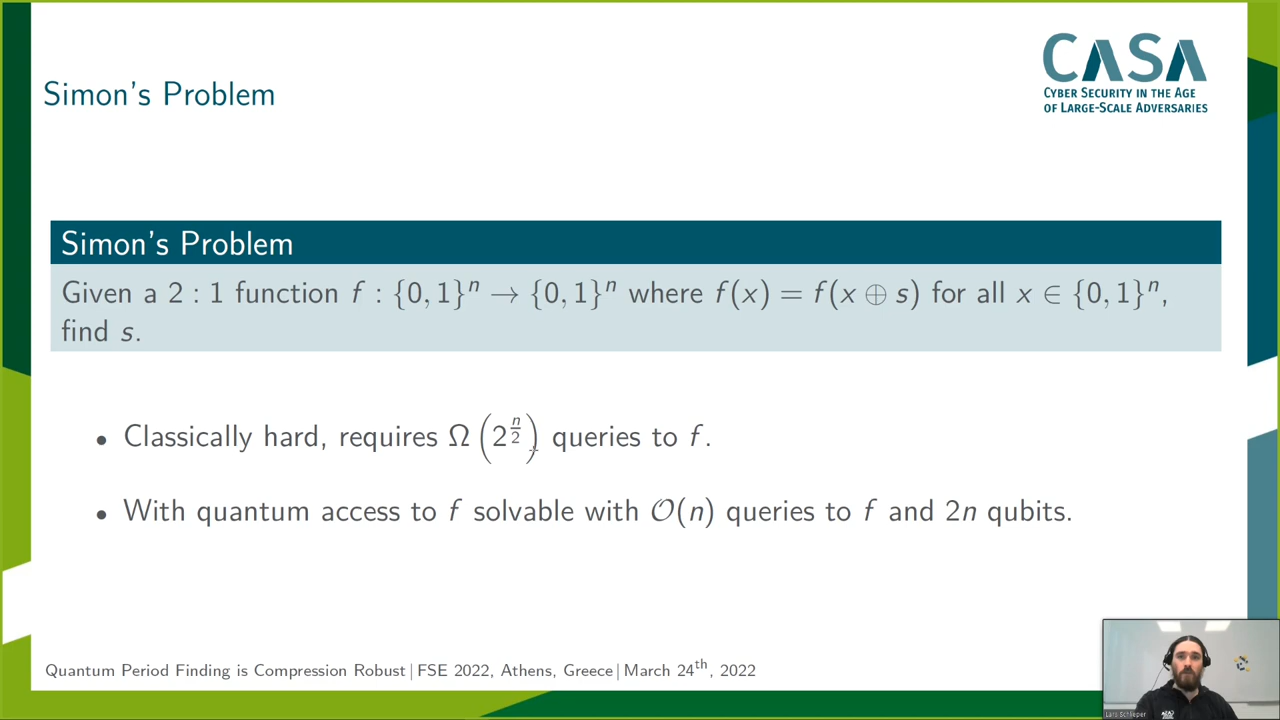 Simon's Problem
CASA
CYBER SECURITY IN THE AGE
OF LARGE-SCALE ADVERSARIES
Simon's Problem
Given a 2 : 1 function f : {0, 1}ⁿ → {0, 1}ⁿ where f(x) = f(x ⊕ s) for all x ∈ {0, 1}ⁿ,
find s.
• Classically hard, requires Ω(2^(n/2)) queries to f.
• With quantum access to f solvable with 𝒪(n) queries to f and 2n qubits.
Quantum Period Finding is Compression Robust | FSE 2022, Athens, Greece | March 24th, 2022
Lars Schlieper